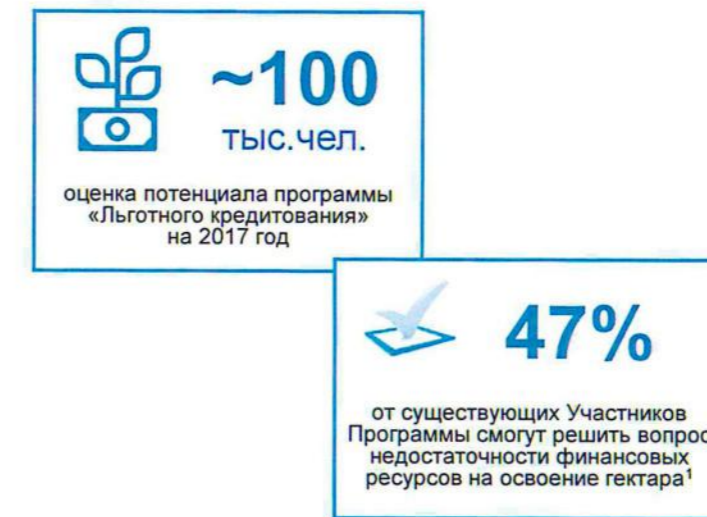 ~100
тыс.чел.
оценка потенциала программы
«Льготного кредитования»
на 2017 год
47%
от существующих Участников
Программы смогут решить вопрос
недостаточности финансовых
ресурсов на освоение гектара¹